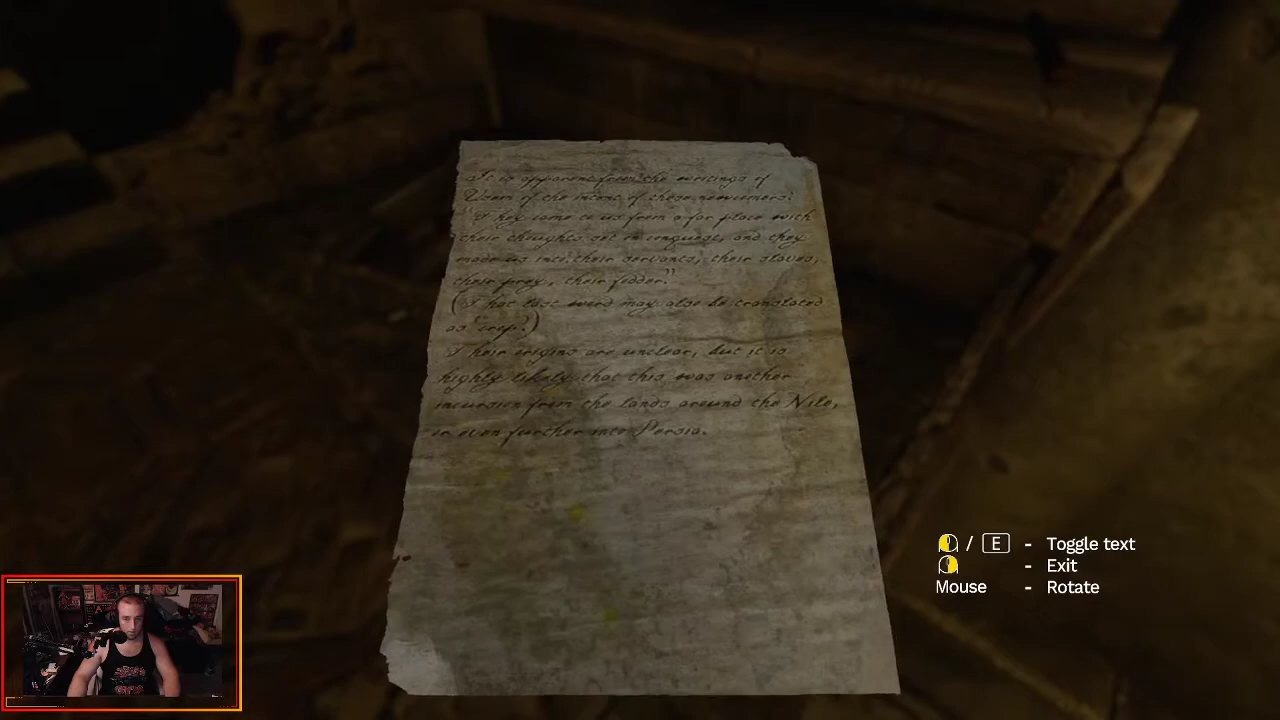 It is apparent from the writings of
of the intent of these newcomers:
"They come to us from a far place with
their thoughts set on conquest, and they
made us into their servants, their slaves,
their prey, their fodder."
(That last word may also be translated
as 'crop'.)
Their origins are unclear, but it is
highly likely that this was another
incursion from the lands around the Nile,
or even further into Persia.
/ E - Toggle text
- Exit
Mouse - Rotate